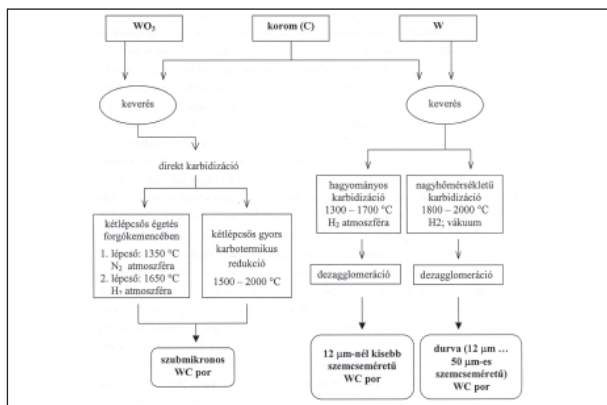 WO₃
korom (C)
W
keverés
keverés
direkt karbidizáció
kétlépcsős égetés
forgókemencében
1. lépcső: 1350 °C
N₂ atmoszféra
2. lépcső: 1650 °C
H₂ atmoszféra
kétlépcsős gyors
karbotermikus
redukció
1500 – 2000 °C
hagyományos
karbidizáció
1300 – 1700 °C
H₂ atmoszféra
nagyhőmérsékletű
karbidizáció
1800 – 2000 °C
H2; vákuum
dezagglomeráció
dezagglomeráció
szubmikronos
WC por
12 μm-nél kisebb
szemcseméretű
WC por
durva (12 μm ...
50 μm-es
szemcseméretű)
WC por